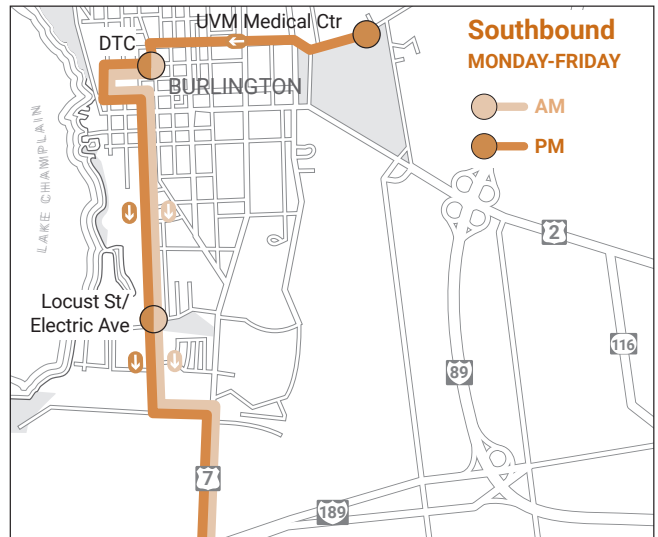 UVM Medical Ctr
DTC
BURLINGTON
Southbound
MONDAY-FRIDAY
AM
PM
LAKE CHAMPLAIN
2
Locust St/
Electric Ave
116
89
7
189